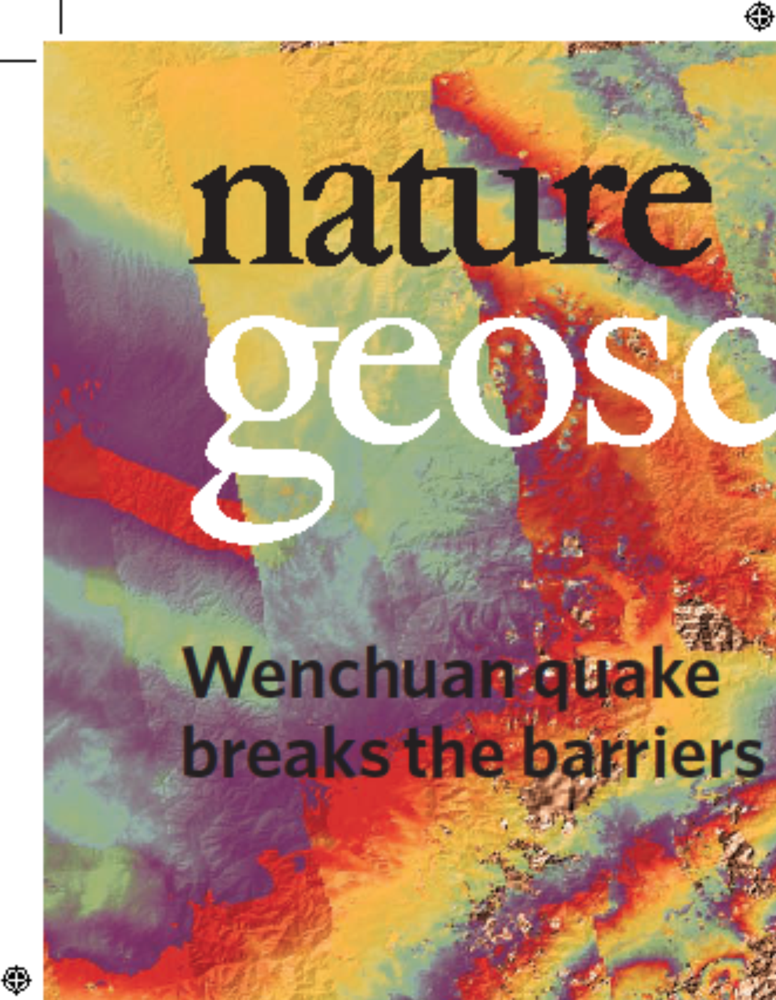 nature
geosc
Wenchuan quake
breaks the barriers